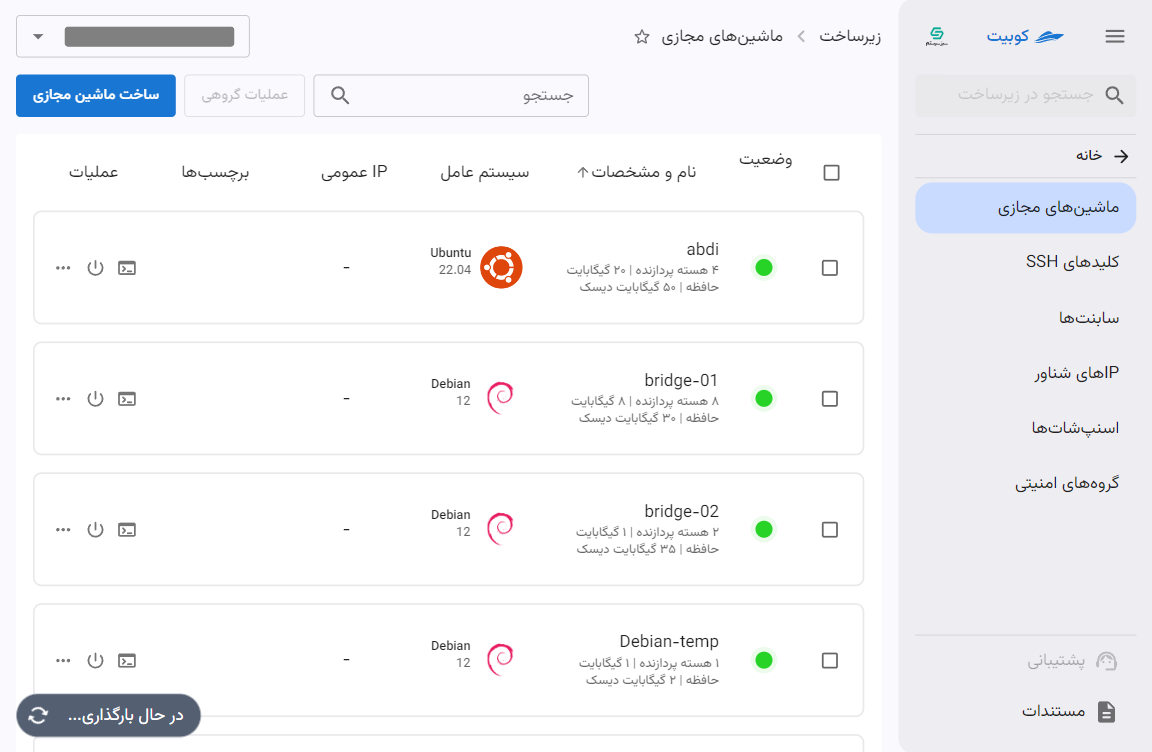 کوبیت
جستجو در زیرساخت
خانه
ماشین‌های مجازی
کلیدهای SSH
سابنت‌ها
IPهای شناور
اسنپ‌شات‌ها
گروه‌های امنیتی
پشتیبانی
مستندات
زیرساخت
ماشین‌های مجازی
جستجو
عملیات گروهی
ساخت ماشین مجازی
وضعیت
نام و مشخصات
سیستم عامل
IP عمومی
برچسب‌ها
عملیات
abdi
۴ هسته پردازنده | ۲۰ گیگابایت
حافظه | ۵۰ گیگابایت دیسک
Ubuntu
22.04
-
bridge-01
۸ هسته پردازنده | ۸ گیگابایت
حافظه | ۳۰ گیگابایت دیسک
Debian
12
-
bridge-02
۲ هسته پردازنده | ۱ گیگابایت
حافظه | ۳۵ گیگابایت دیسک
Debian
12
-
Debian-temp
۱ هسته پردازنده | ۱ گیگابایت
حافظه | ۲ گیگابایت دیسک
Debian
12
-
در حال بارگذاری...